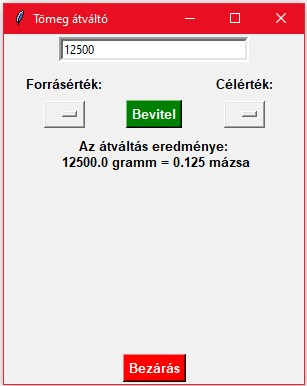 Tömeg átváltó
12500
Forrásérték: Célérték:
Bevitel
Az átváltás eredménye:
12500.0 gramm = 0.125 mázsa
Bezárás